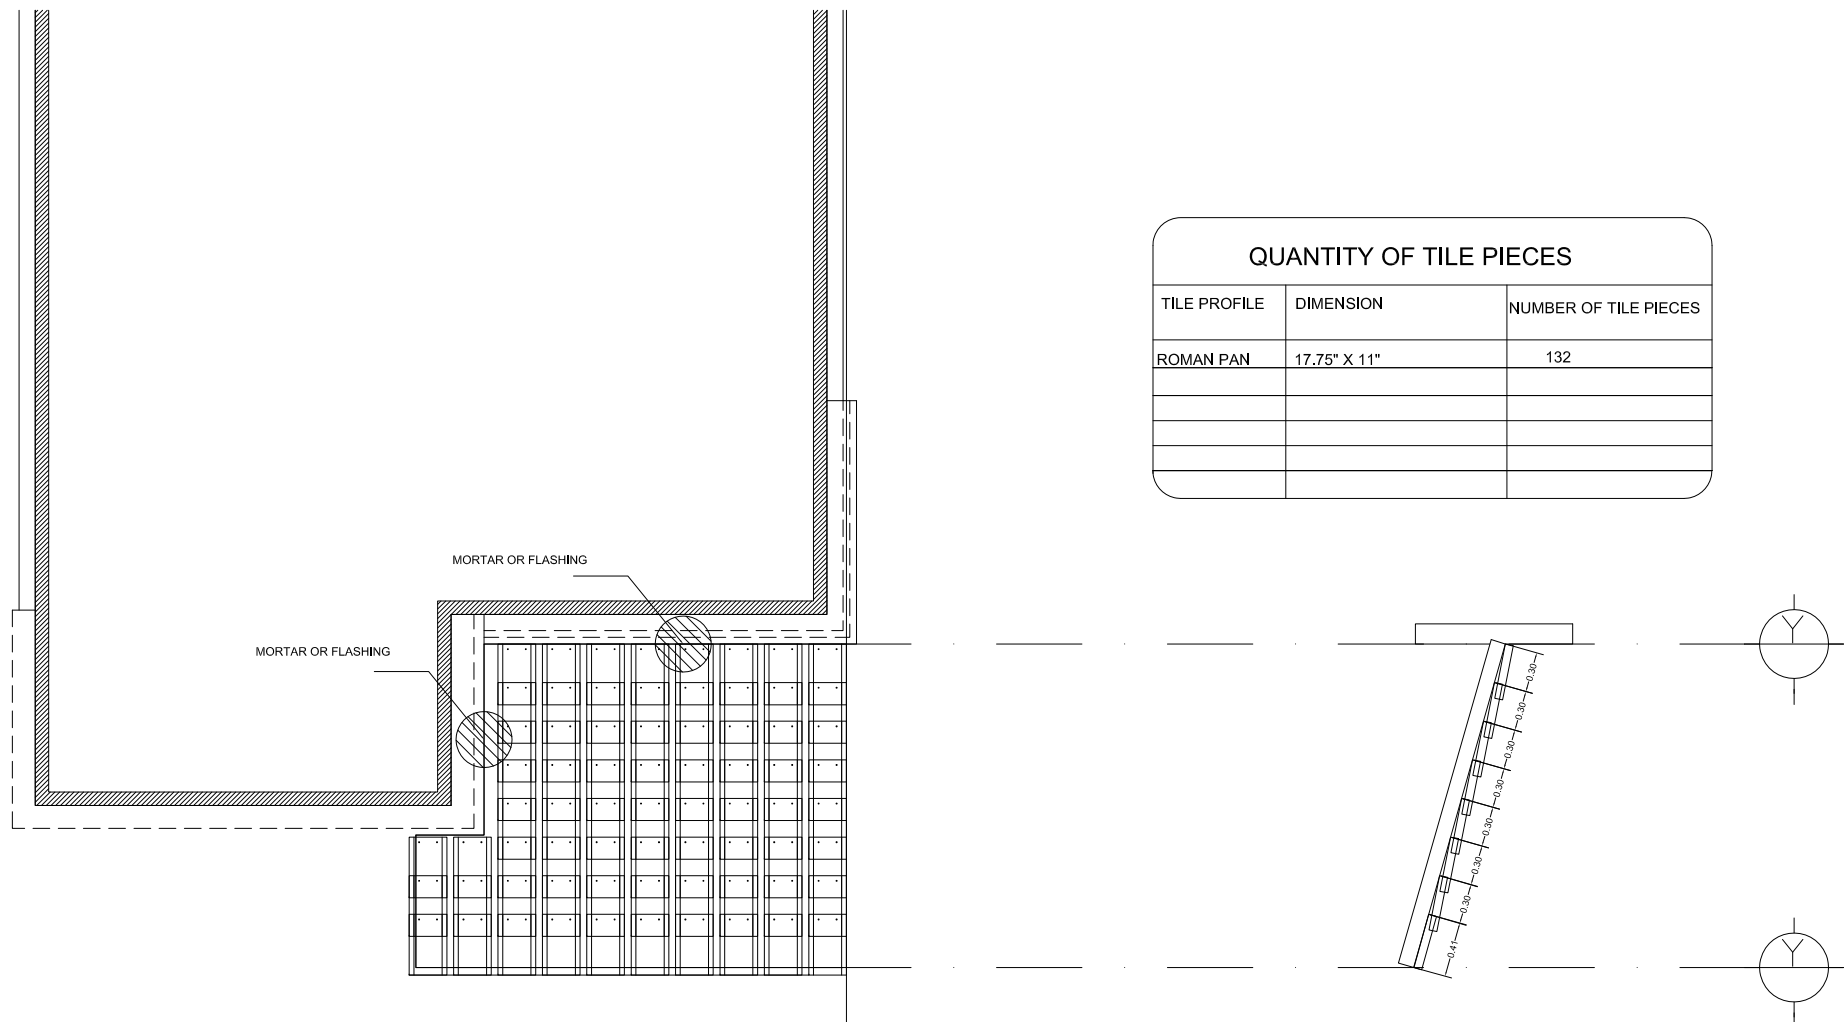 QUANTITY OF TILE PIECES
TILE PROFILE DIMENSION NUMBER OF TILE PIECES
ROMAN PAN 17.75" X 11" 132
MORTAR OR FLASHING
MORTAR OR FLASHING
Y
0.30
0.30
0.30
0.30
0.30
0.30
0.30
0.41
Y